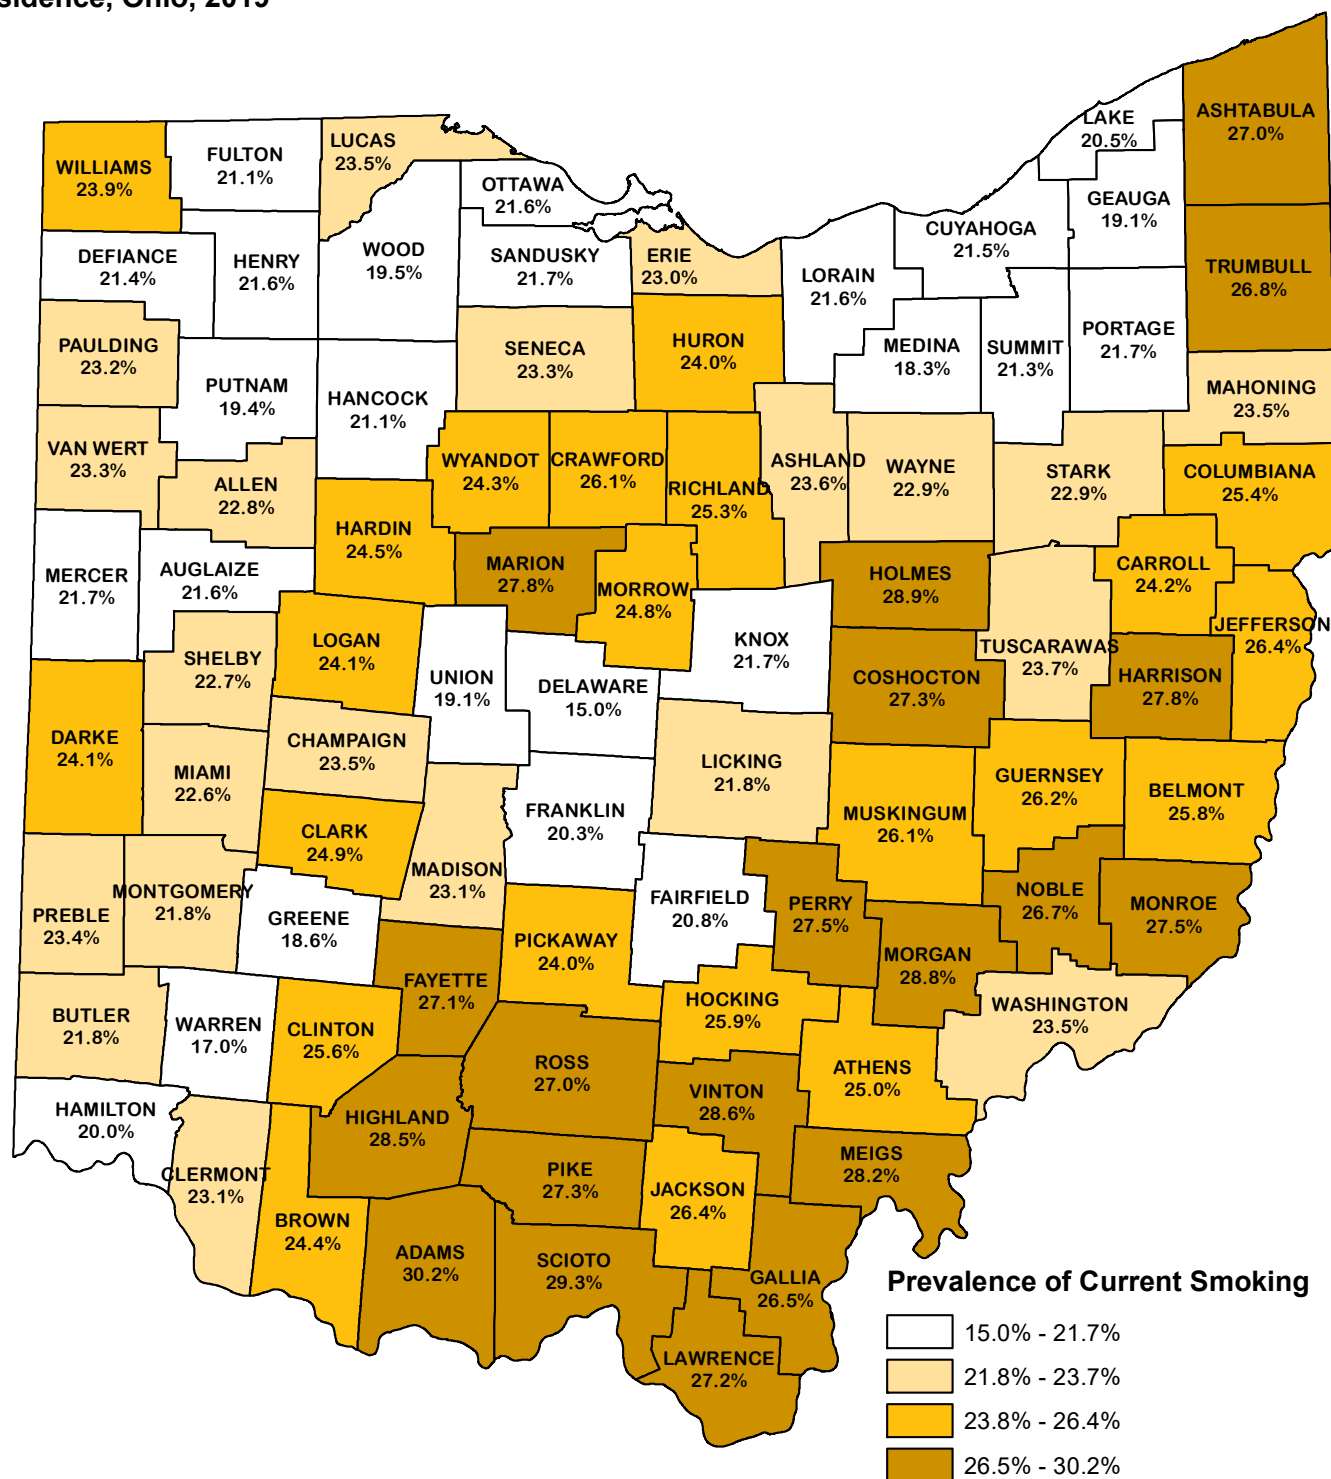 sidence, Ohio, 2019
LAKE
20.5%
ASHTABULA
27.0%
WILLIAMS
23.9%
FULTON
21.1%
LUCAS
23.5%
OTTAWA
21.6%
GEAUGA
19.1%
CUYAHOGA
21.5%
DEFIANCE
21.4%
HENRY
21.6%
WOOD
19.5%
SANDUSKY
21.7%
ERIE
23.0%
LORAIN
21.6%
TRUMBULL
26.8%
PAULDING
23.2%
PUTNAM
19.4%
HANCOCK
21.1%
SENECA
23.3%
HURON
24.0%
MEDINA
18.3%
SUMMIT
21.3%
PORTAGE
21.7%
MAHONING
23.5%
VAN WERT
23.3%
ALLEN
22.8%
WYANDOT
24.3%
CRAWFORD
26.1%
RICHLAND
25.3%
ASHLAND
23.6%
WAYNE
22.9%
STARK
22.9%
COLUMBIANA
25.4%
HARDIN
24.5%
MERCER
21.7%
AUGLAIZE
21.6%
MARION
27.8%
MORROW
24.8%
HOLMES
28.9%
CARROLL
24.2%
JEFFERSON
26.4%
SHELBY
22.7%
LOGAN
24.1%
UNION
19.1%
DELAWARE
15.0%
KNOX
21.7%
COSHOCTON
27.3%
TUSCARAWAS
23.7%
HARRISON
27.8%
DARKE
24.1%
MIAMI
22.6%
CHAMPAIGN
23.5%
LICKING
21.8%
GUERNSEY
26.2%
BELMONT
25.8%
CLARK
24.9%
MADISON
23.1%
FRANKLIN
20.3%
MUSKINGUM
26.1%
PREBLE
23.4%
MONTGOMERY
21.8%
GREENE
18.6%
FAIRFIELD
20.8%
PERRY
27.5%
NOBLE
26.7%
MONROE
27.5%
PICKAWAY
24.0%
MORGAN
28.8%
FAYETTE
27.1%
HOCKING
25.9%
WASHINGTON
23.5%
BUTLER
21.8%
WARREN
17.0%
CLINTON
25.6%
ROSS
27.0%
ATHENS
25.0%
VINTON
28.6%
HAMILTON
20.0%
HIGHLAND
28.5%
MEIGS
28.2%
CLERMONT
23.1%
PIKE
27.3%
JACKSON
26.4%
BROWN
24.4%
ADAMS
30.2%
SCIOTO
29.3%
GALLIA
26.5%
LAWRENCE
27.2%
Prevalence of Current Smoking
15.0% - 21.7%
21.8% - 23.7%
23.8% - 26.4%
26.5% - 30.2%